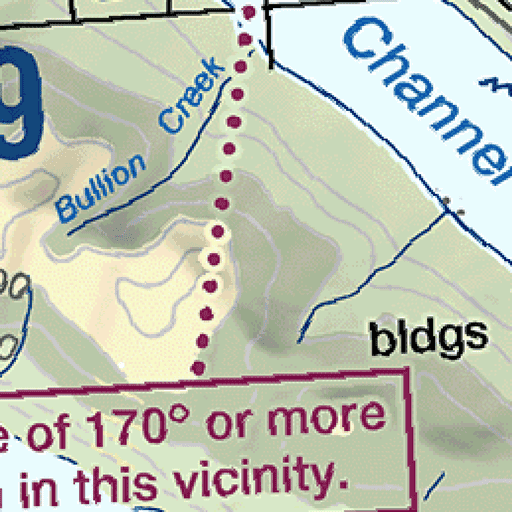 Channel
9
Creek
Bullion
bldgs
e of 170° or more
in this vicinity.